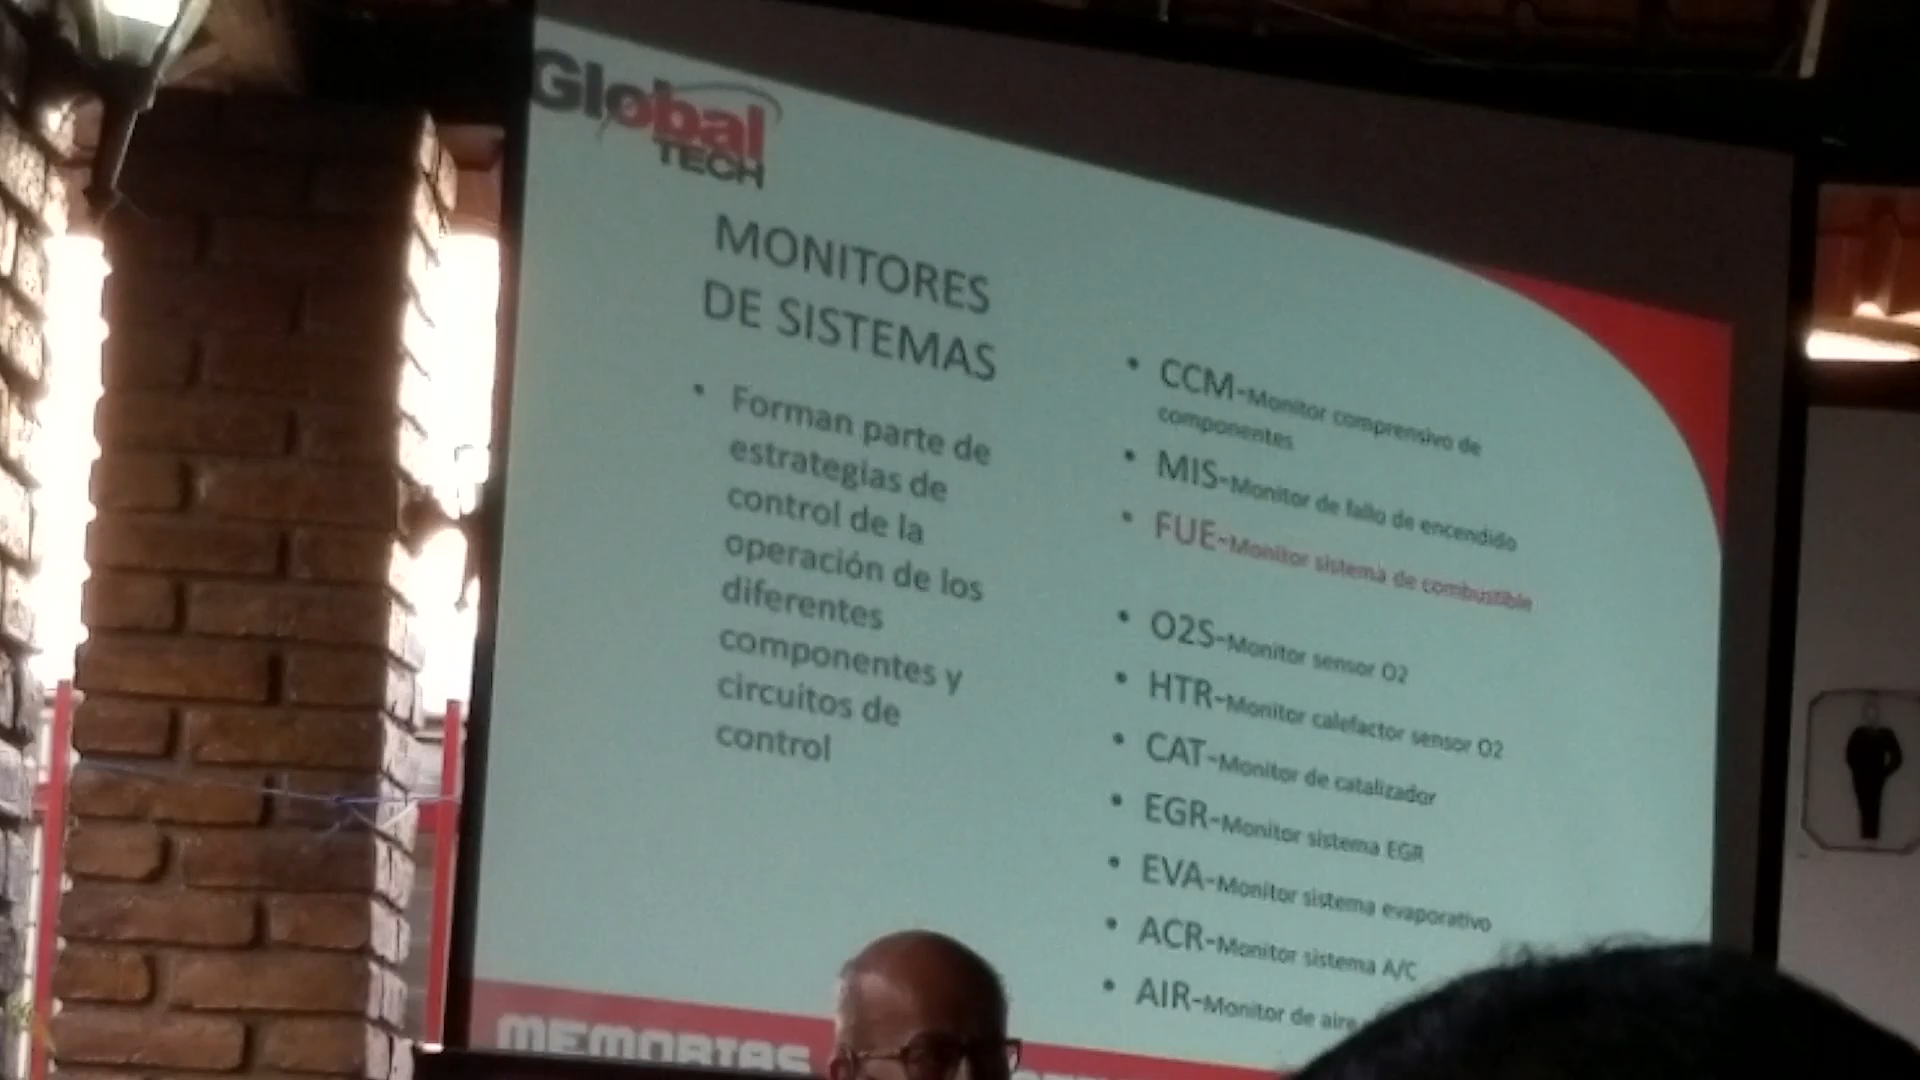 Global
TECH
MONITORES
DE SISTEMAS
• Forman parte de
estrategias de
control de la
operación de los
diferentes
componentes y
circuitos de
control
• CCM-Monitor comprensivo de
componentes
• MIS-Monitor de fallo de encendido
• FUE-Monitor sistema de combustible
• O2S-Monitor sensor O2
• HTR-Monitor calefactor sensor O2
• CAT-Monitor de catalizador
• EGR-Monitor sistema EGR
• EVA-Monitor sistema evaporativo
• ACR-Monitor sistema A/C
• AIR-Monitor de aire
MEMORIAS